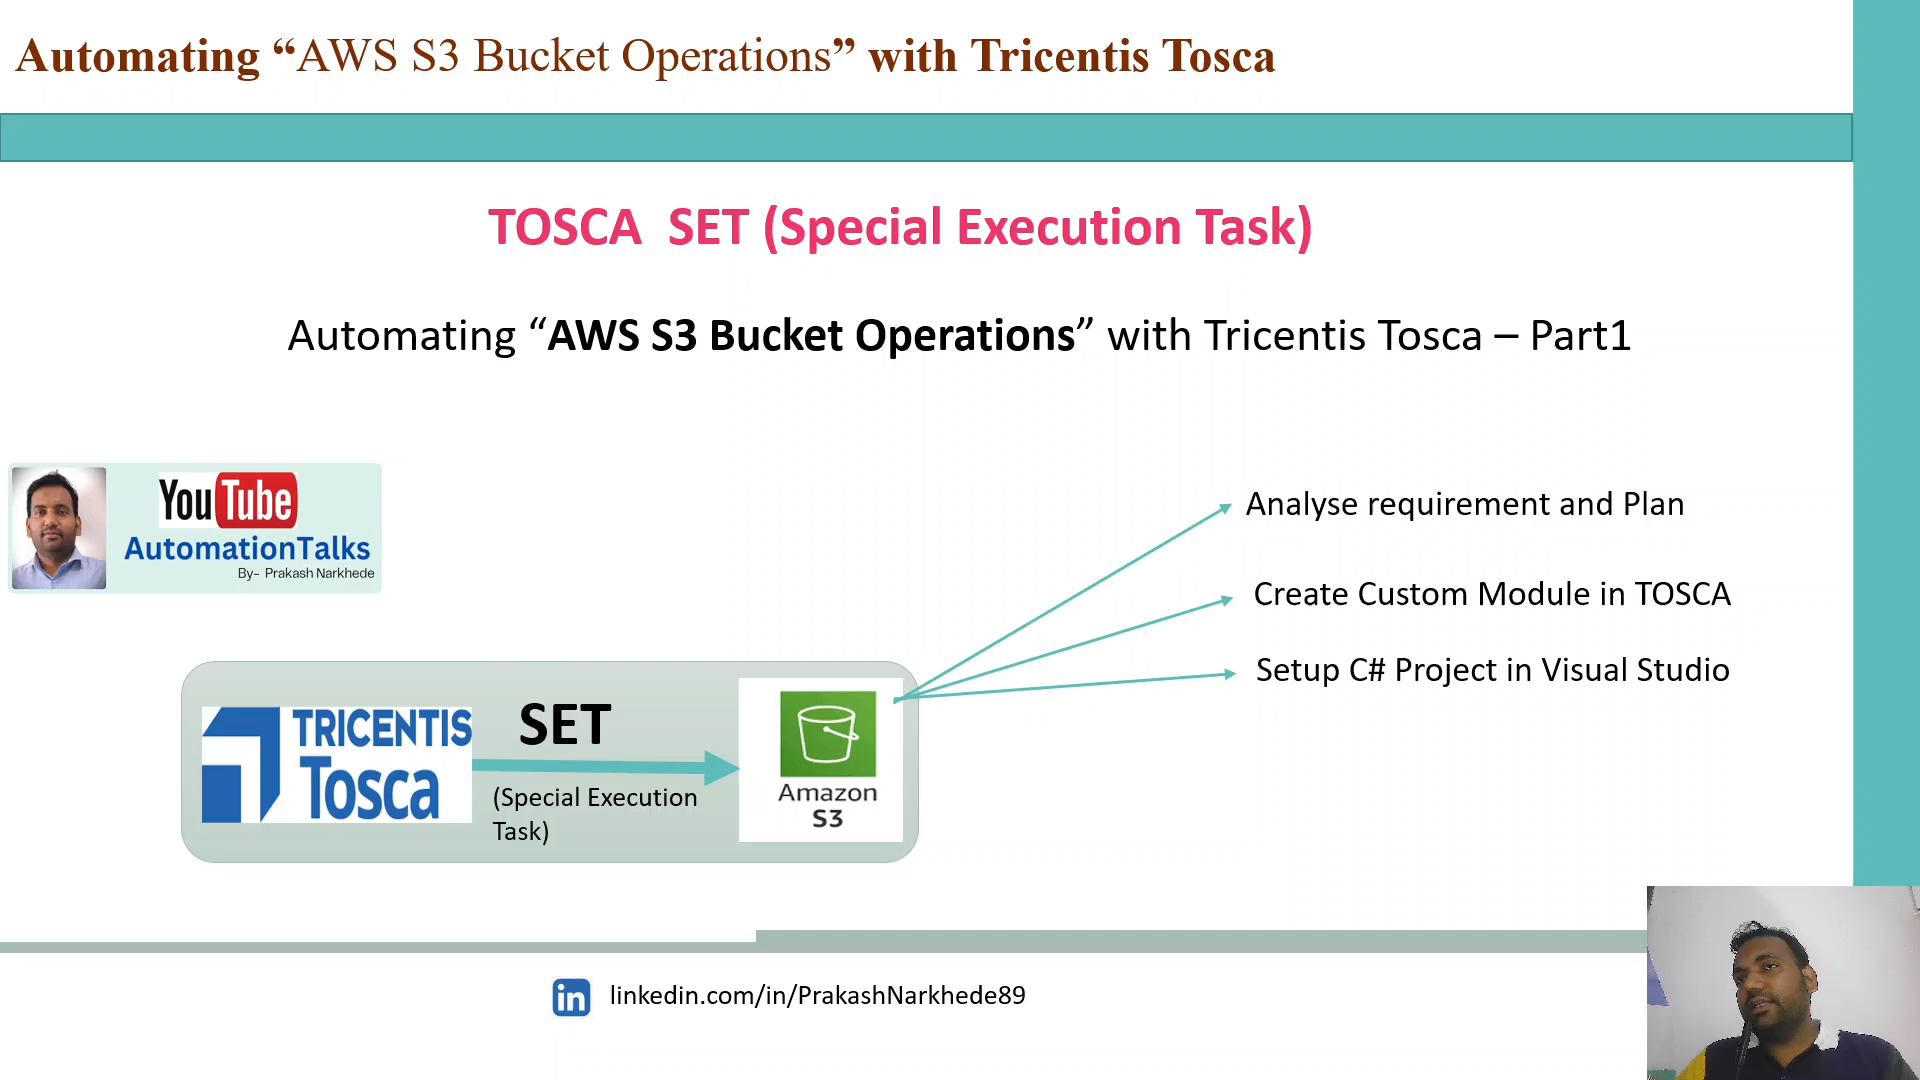 Automating “AWS S3 Bucket Operations” with Tricentis Tosca
TOSCA SET (Special Execution Task)
Automating “AWS S3 Bucket Operations” with Tricentis Tosca – Part1
YouTube
AutomationTalks
By- Prakash Narkhede
Analyse requirement and Plan
Create Custom Module in TOSCA
Setup C# Project in Visual Studio
TRICENTIS
Tosca
SET
(Special Execution
Task)
Amazon
S3
in linkedin.com/in/PrakashNarkhede89